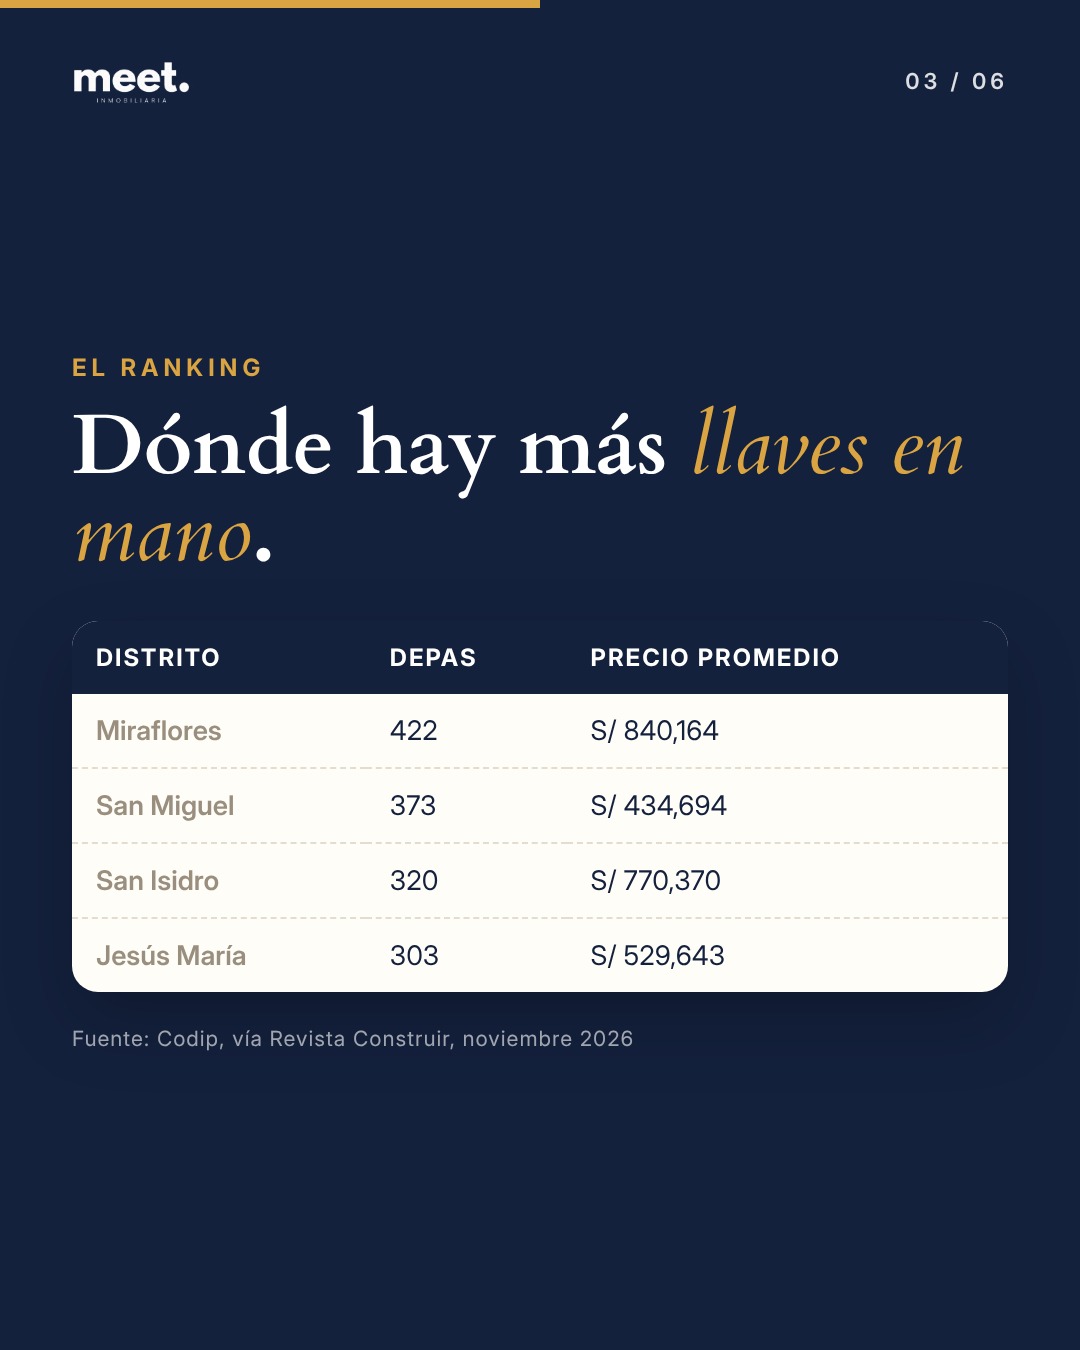 meet.
INMOBILIARIA
03 / 06
EL RANKING
Dónde hay más llaves en
mano.
DISTRITO DEPAS PRECIO PROMEDIO
Miraflores 422 S/ 840,164
San Miguel 373 S/ 434,694
San Isidro 320 S/ 770,370
Jesús María 303 S/ 529,643
Fuente: Codip, vía Revista Construir, noviembre 2026